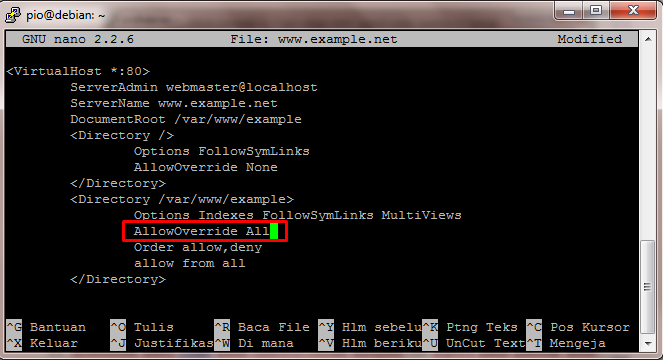 pio@debian: ~
GNU nano 2.2.6 File: www.example.net Modified
<VirtualHost *:80>
ServerAdmin webmaster@localhost
ServerName www.example.net
DocumentRoot /var/www/example
<Directory />
Options FollowSymLinks
AllowOverride None
</Directory>
<Directory /var/www/example>
Options Indexes FollowSymLinks MultiViews
AllowOverride All
Order allow,deny
allow from all
</Directory>
^G Bantuan ^O Tulis ^R Baca File ^Y Hlm sebelu^K Ptng Teks ^C Pos Kursor
^X Keluar ^J Justifikas^W Di mana ^V Hlm beriku^U UnCut Text^T Mengeja